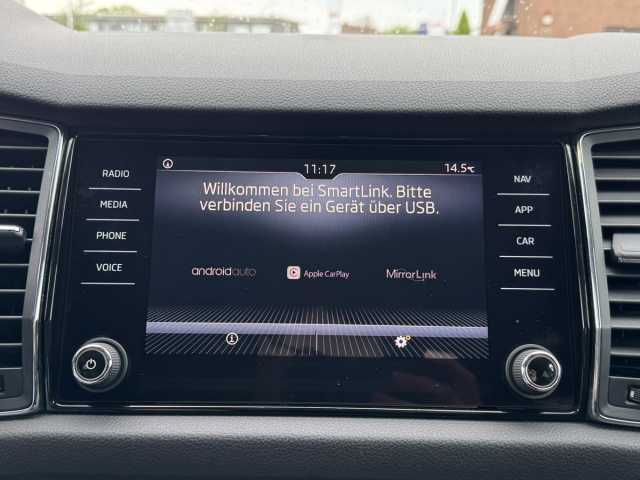 11:17
14.5°C
Willkommen bei SmartLink. Bitte
verbinden Sie ein Gerät über USB.
androidauto
Apple CarPlay
MirrorLink
RADIO
MEDIA
PHONE
VOICE
NAV
APP
CAR
MENU